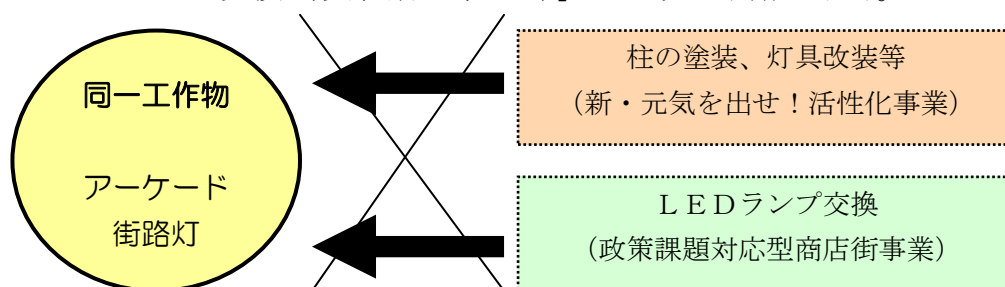 同一工作物
アーケード
街路灯
柱の塗装、灯具改装等
（新・元気を出せ！活性化事業）
ＬＥＤランプ交換
（政策課題対応型商店街事業）